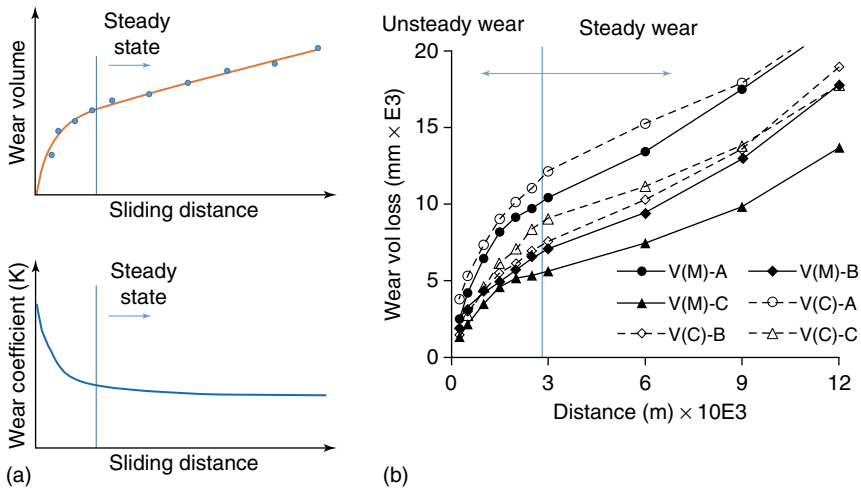 Steady
state
Wear volume
Sliding distance
Steady
state
Wear coefficient (K)
Sliding distance
(a)
Unsteady wear
Steady wear
20
15
10
5
0
Wear vol loss (mm × E3)
V(M)-A
V(M)-B
V(M)-C
V(C)-A
V(C)-B
V(C)-C
0
3
6
9
12
Distance (m) × 10E3
(b)